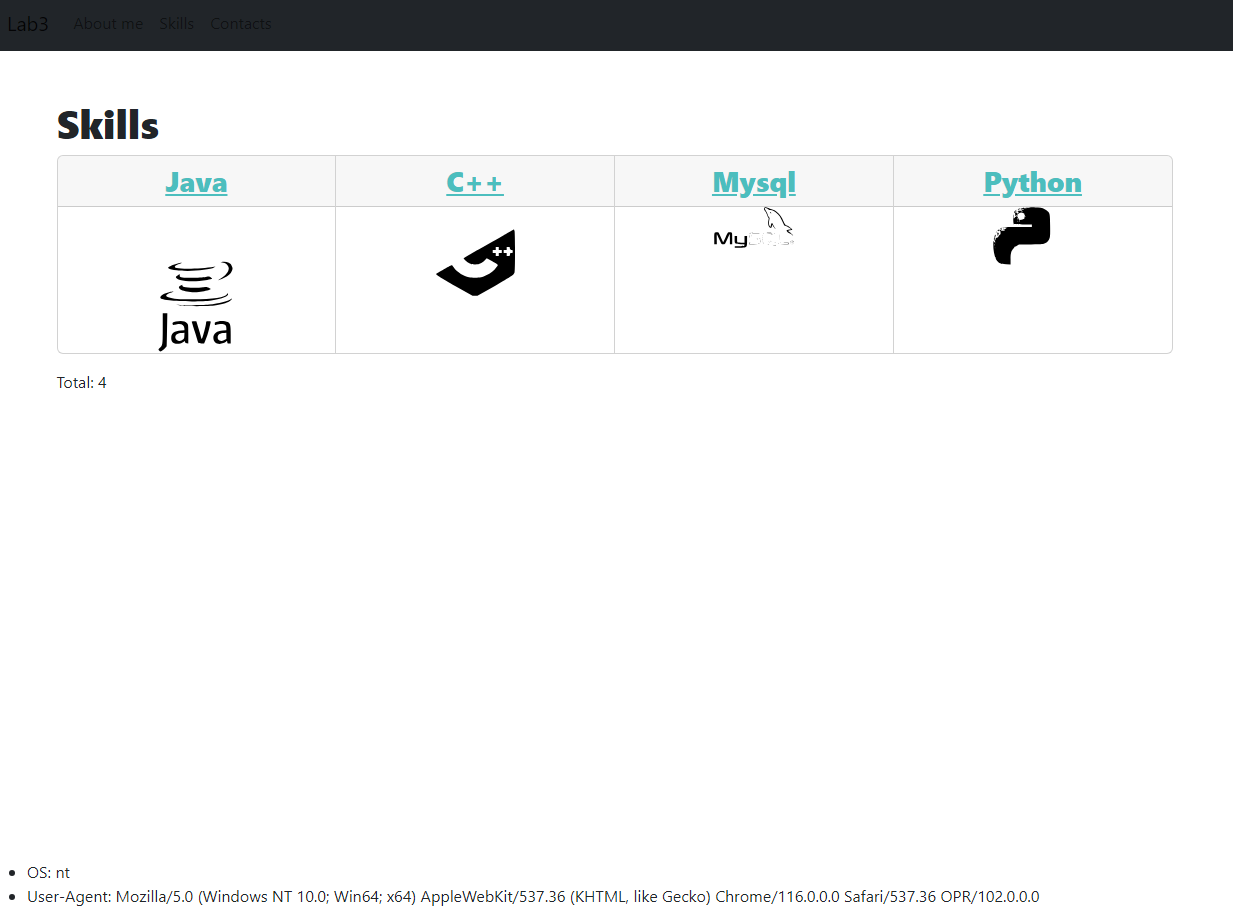 Lab3 About me Skills Contacts
Skills
Java C++ Mysql Python
++
My
Java
Total: 4
OS: nt
User-Agent: Mozilla/5.0 (Windows NT 10.0; Win64; x64) AppleWebKit/537.36 (KHTML, like Gecko) Chrome/116.0.0.0 Safari/537.36 OPR/102.0.0.0